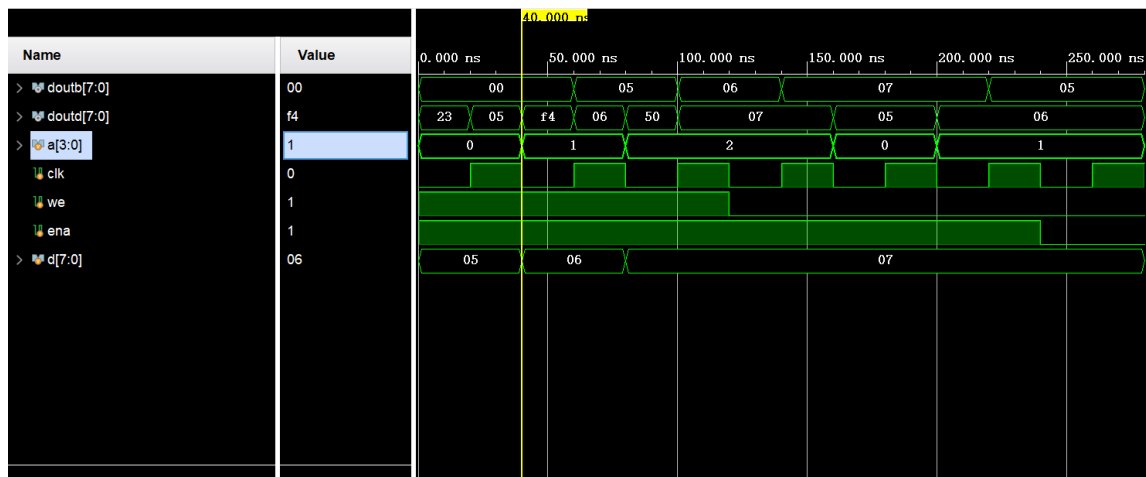 40.000 ns
Name Value
0.000 ns 50.000 ns 100.000 ns 150.000 ns 200.000 ns 250.000 ns
doutb[7:0] 00 00 05 06 07 05
doutd[7:0] f4 23 05 f4 06 50 07 05 06
a[3:0] 1 0 1 2 0 1
clk 0
we 1
ena 1
d[7:0] 06 05 06 07